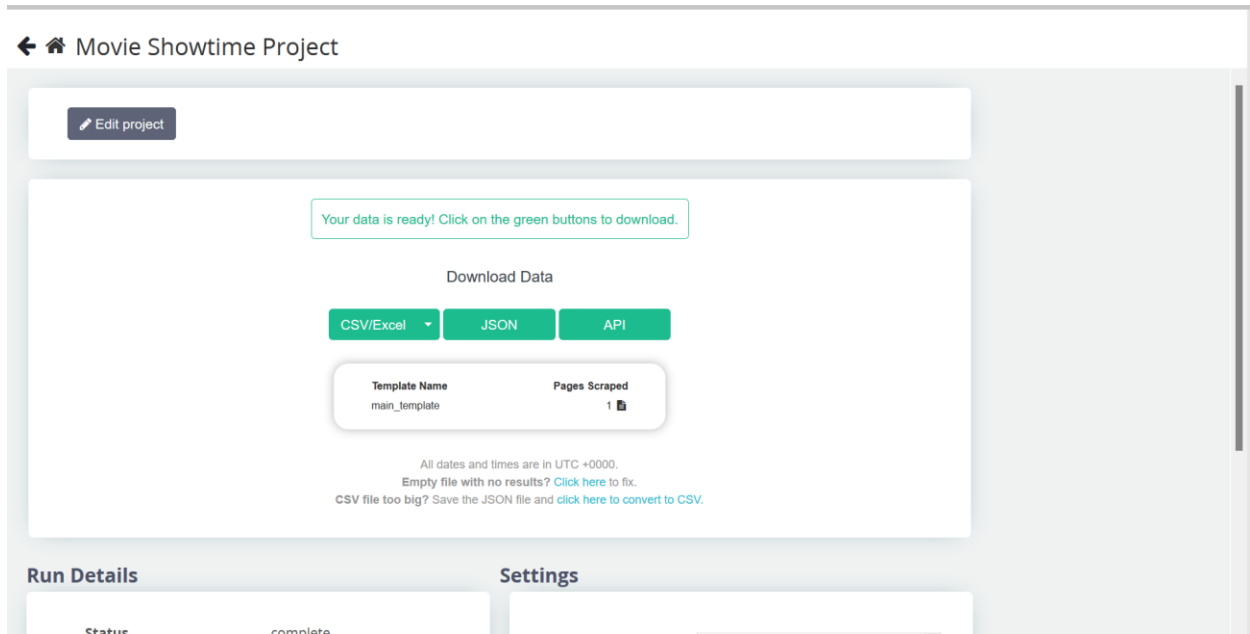 Movie Showtime Project
Edit project
Your data is ready! Click on the green buttons to download.
Download Data
CSV/Excel JSON API
Template Name Pages Scraped
main_template 1
All dates and times are in UTC +0000.
Empty file with no results? Click here to fix.
CSV file too big? Save the JSON file and click here to convert to CSV.
Run Details Settings
Status complete